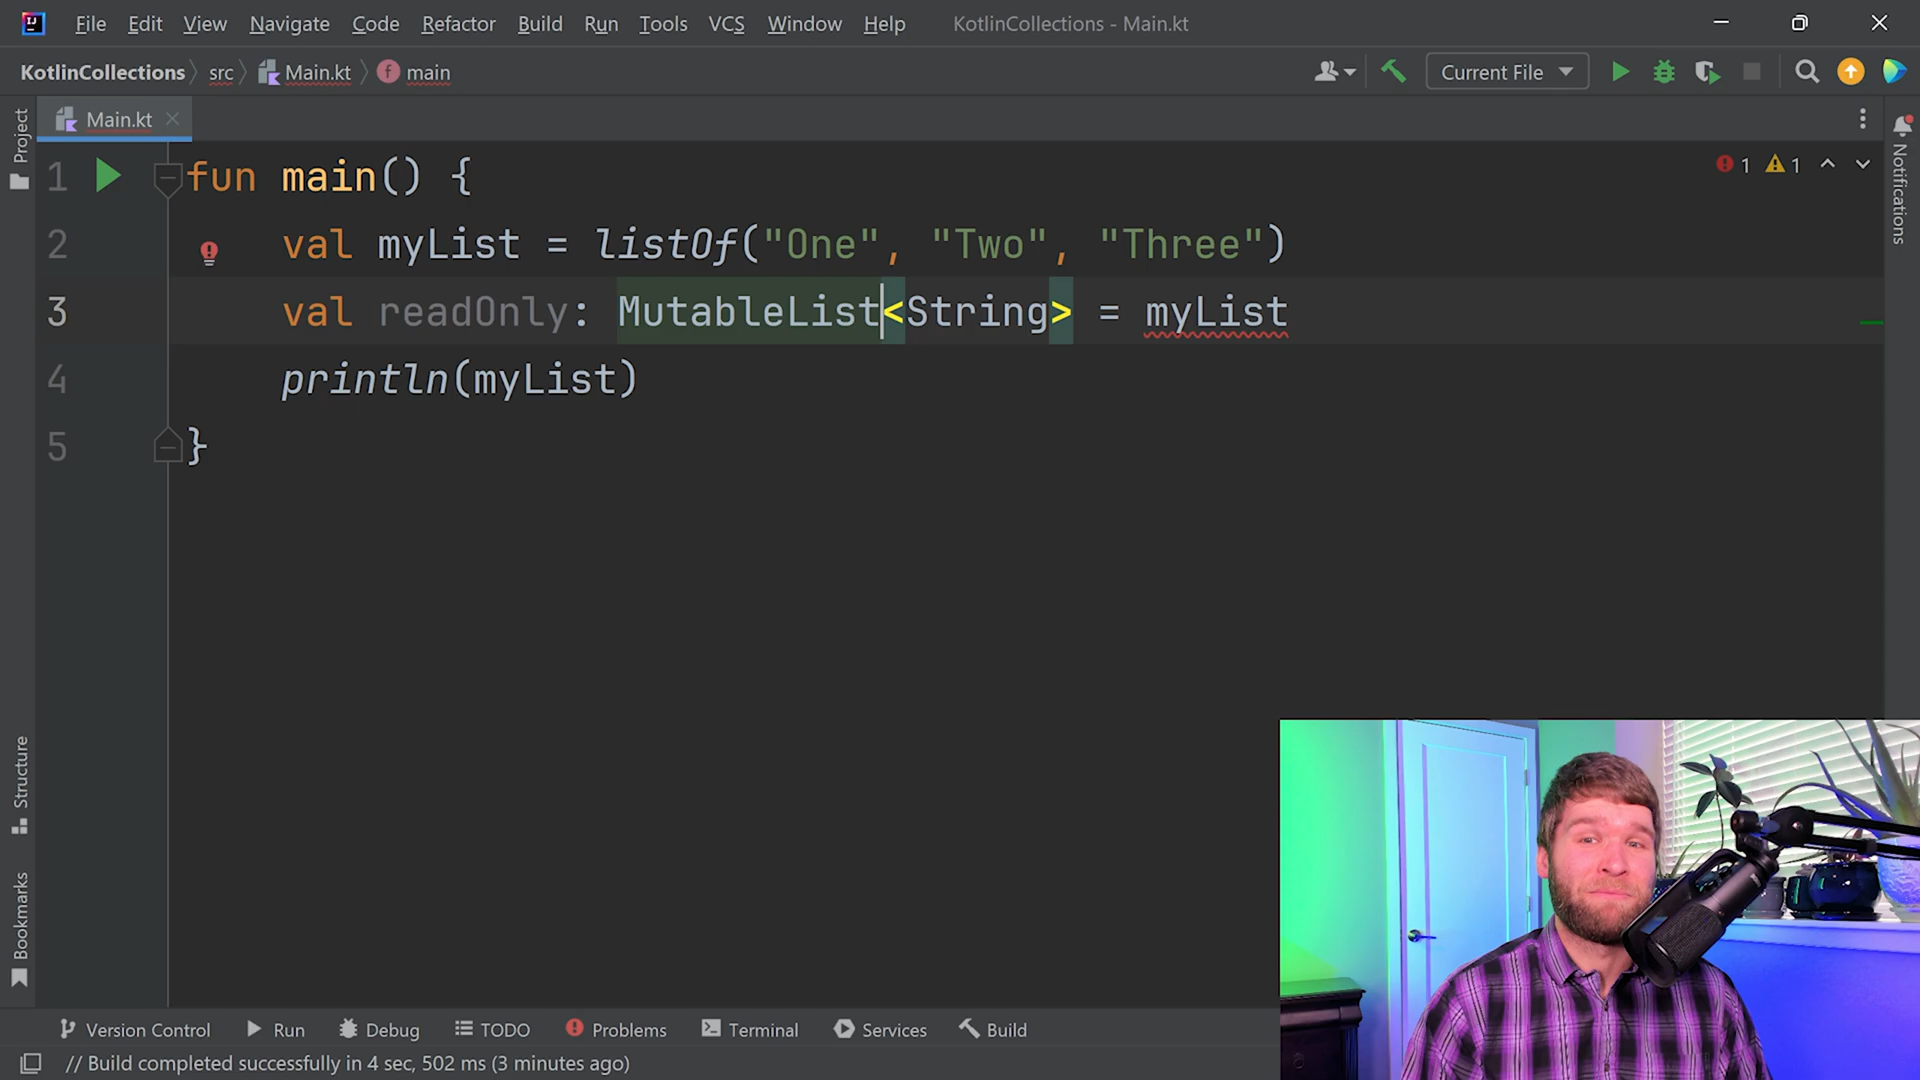 File Edit View Navigate Code Refactor Build Run Tools VCS Window Help KotlinCollections - Main.kt
KotlinCollections src Main.kt main Current File
Project
Main.kt
1 fun main() {
2 val myList = listOf("One", "Two", "Three")
3 val readOnly: MutableList<String> = myList
4 println(myList)
5 }
1 1
Notifications
Structure
Bookmarks
Version Control Run Debug TODO Problems Terminal Services Build
// Build completed successfully in 4 sec, 502 ms (3 minutes ago)